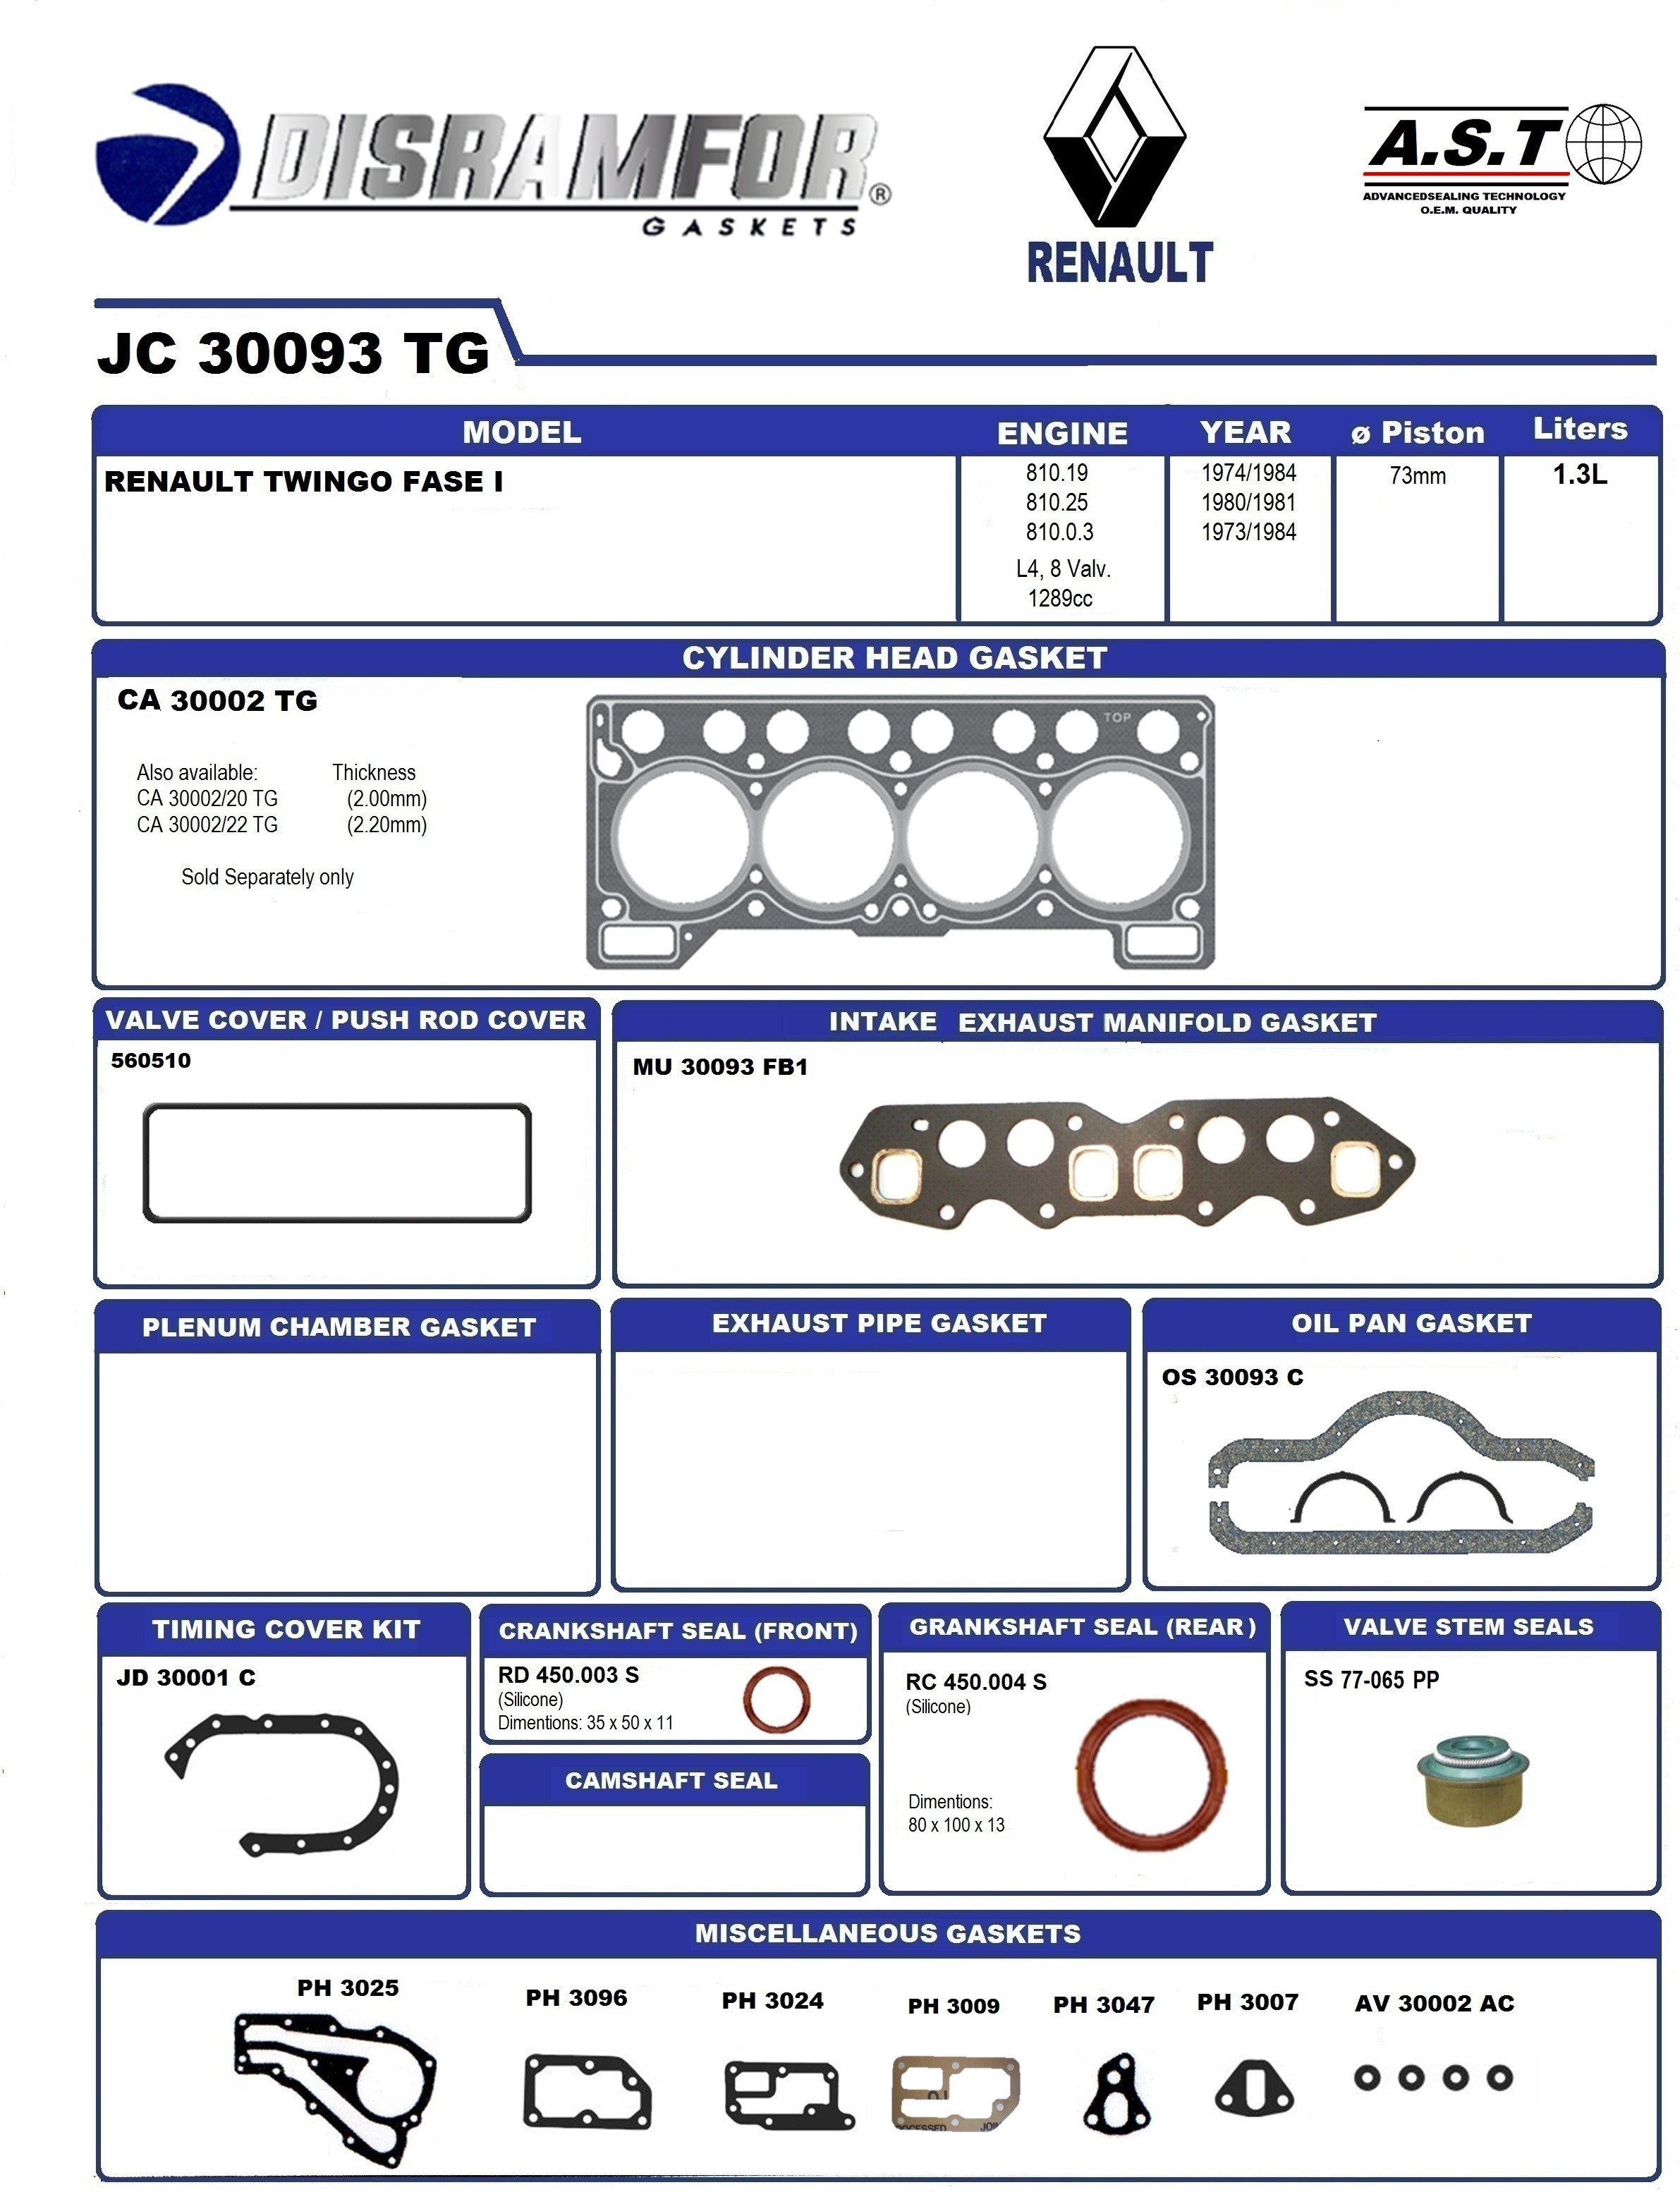 DISRAMFOR®
GASKETS
RENAULT
A.S.T
ADVANCEDSEALING TECHNOLOGY
O.E.M. QUALITY
JC 30093 TG
MODEL ENGINE YEAR ø Piston Liters
RENAULT TWINGO FASE I 810.19 1974/1984 73mm 1.3L
810.25 1980/1981
810.0.3 1973/1984
L4, 8 Valv.
1289cc
CYLINDER HEAD GASKET
CA 30002 TG
TOP
Also available: Thickness
CA 30002/20 TG (2.00mm)
CA 30002/22 TG (2.20mm)
Sold Separately only
VALVE COVER / PUSH ROD COVER
560510
INTAKE EXHAUST MANIFOLD GASKET
MU 30093 FB1
PLENUM CHAMBER GASKET
EXHAUST PIPE GASKET
OIL PAN GASKET
OS 30093 C
TIMING COVER KIT
JD 30001 C
CRANKSHAFT SEAL (FRONT)
RD 450.003 S
(Silicone)
Dimentions: 35 x 50 x 11
CAMSHAFT SEAL
GRANKSHAFT SEAL (REAR)
RC 450.004 S
(Silicone)
Dimentions:
80 x 100 x 13
VALVE STEM SEALS
SS 77-065 PP
MISCELLANEOUS GASKETS
PH 3025 PH 3096 PH 3024 PH 3009 PH 3047 PH 3007 AV 30002 AC